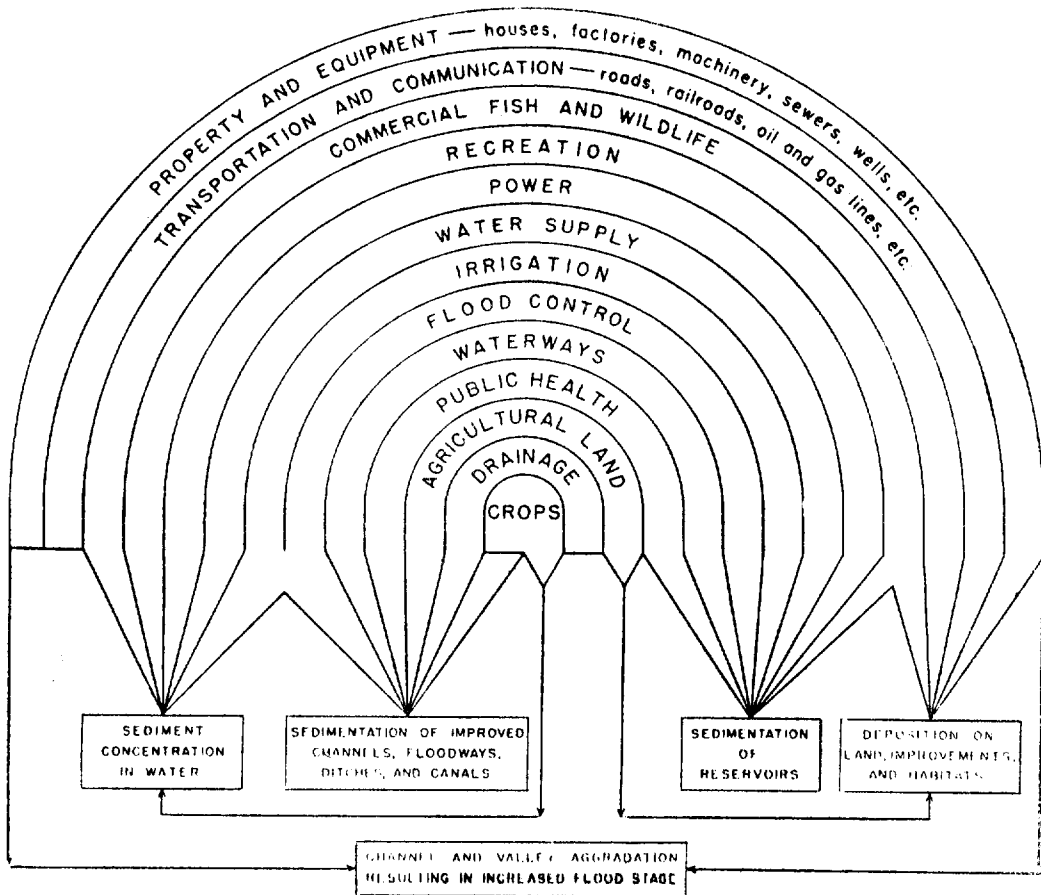 PROPERTY AND EQUIPMENT — houses, factories, machinery, sewers, wells, etc.
TRANSPORTATION AND COMMUNICATION — roads, railroads, oil and gas lines, etc.
COMMERCIAL FISH AND WILDLIFE
RECREATION
POWER
WATER SUPPLY
IRRIGATION
FLOOD CONTROL
WATERWAYS
PUBLIC HEALTH
AGRICULTURAL LAND
DRAINAGE
CROPS
SEDIMENT
CONCENTRATION
IN WATER
SEDIMENTATION OF IMPROVED
CHANNELS, FLOODWAYS,
DITCHES, AND CANALS
SEDIMENTATION
OF
RESERVOIRS
DEPOSITION ON
LAND, IMPROVEMENTS,
AND HABITATS
CHANNEL AND VALLEY AGGRADATION
RESULTING IN INCREASED FLOOD STAGE